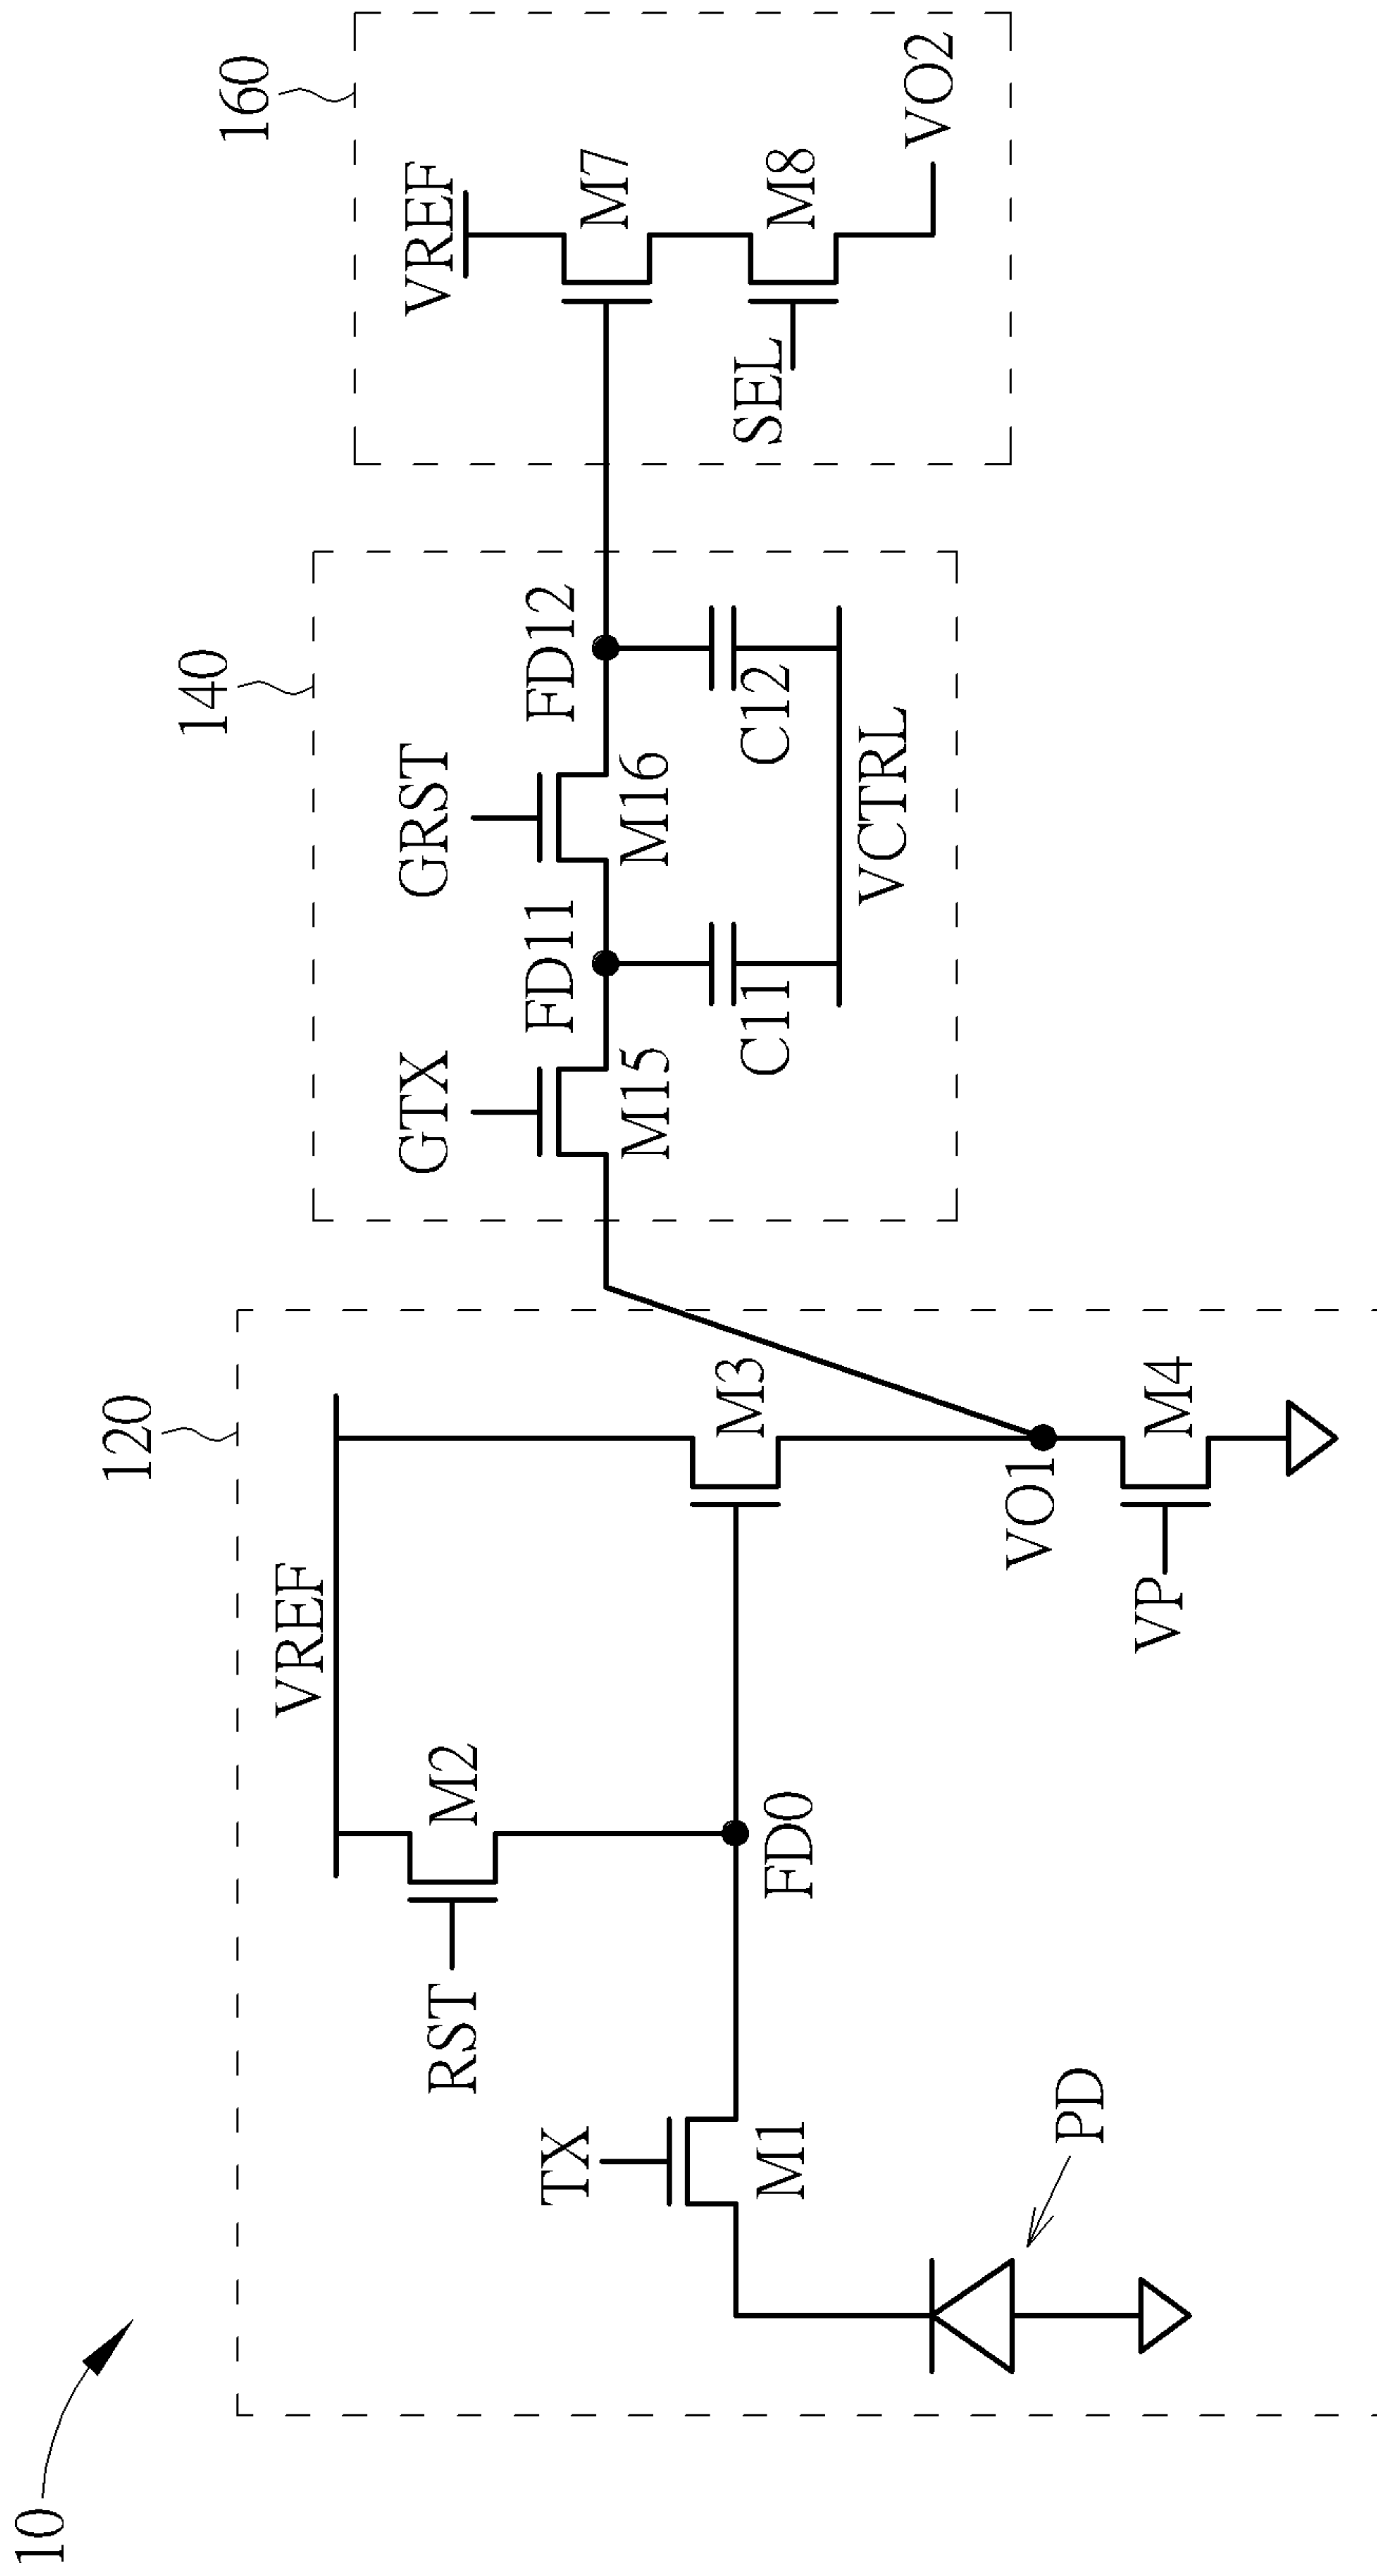 10
120
VREF
M2
RST
TX
M1
FD0
PD
M3
VO1
VP
M4
140
GTX
GRST
FD11
FD12
M15
M16
C11
C12
VCTRL
160
VREF
M7
SEL
M8
VO2